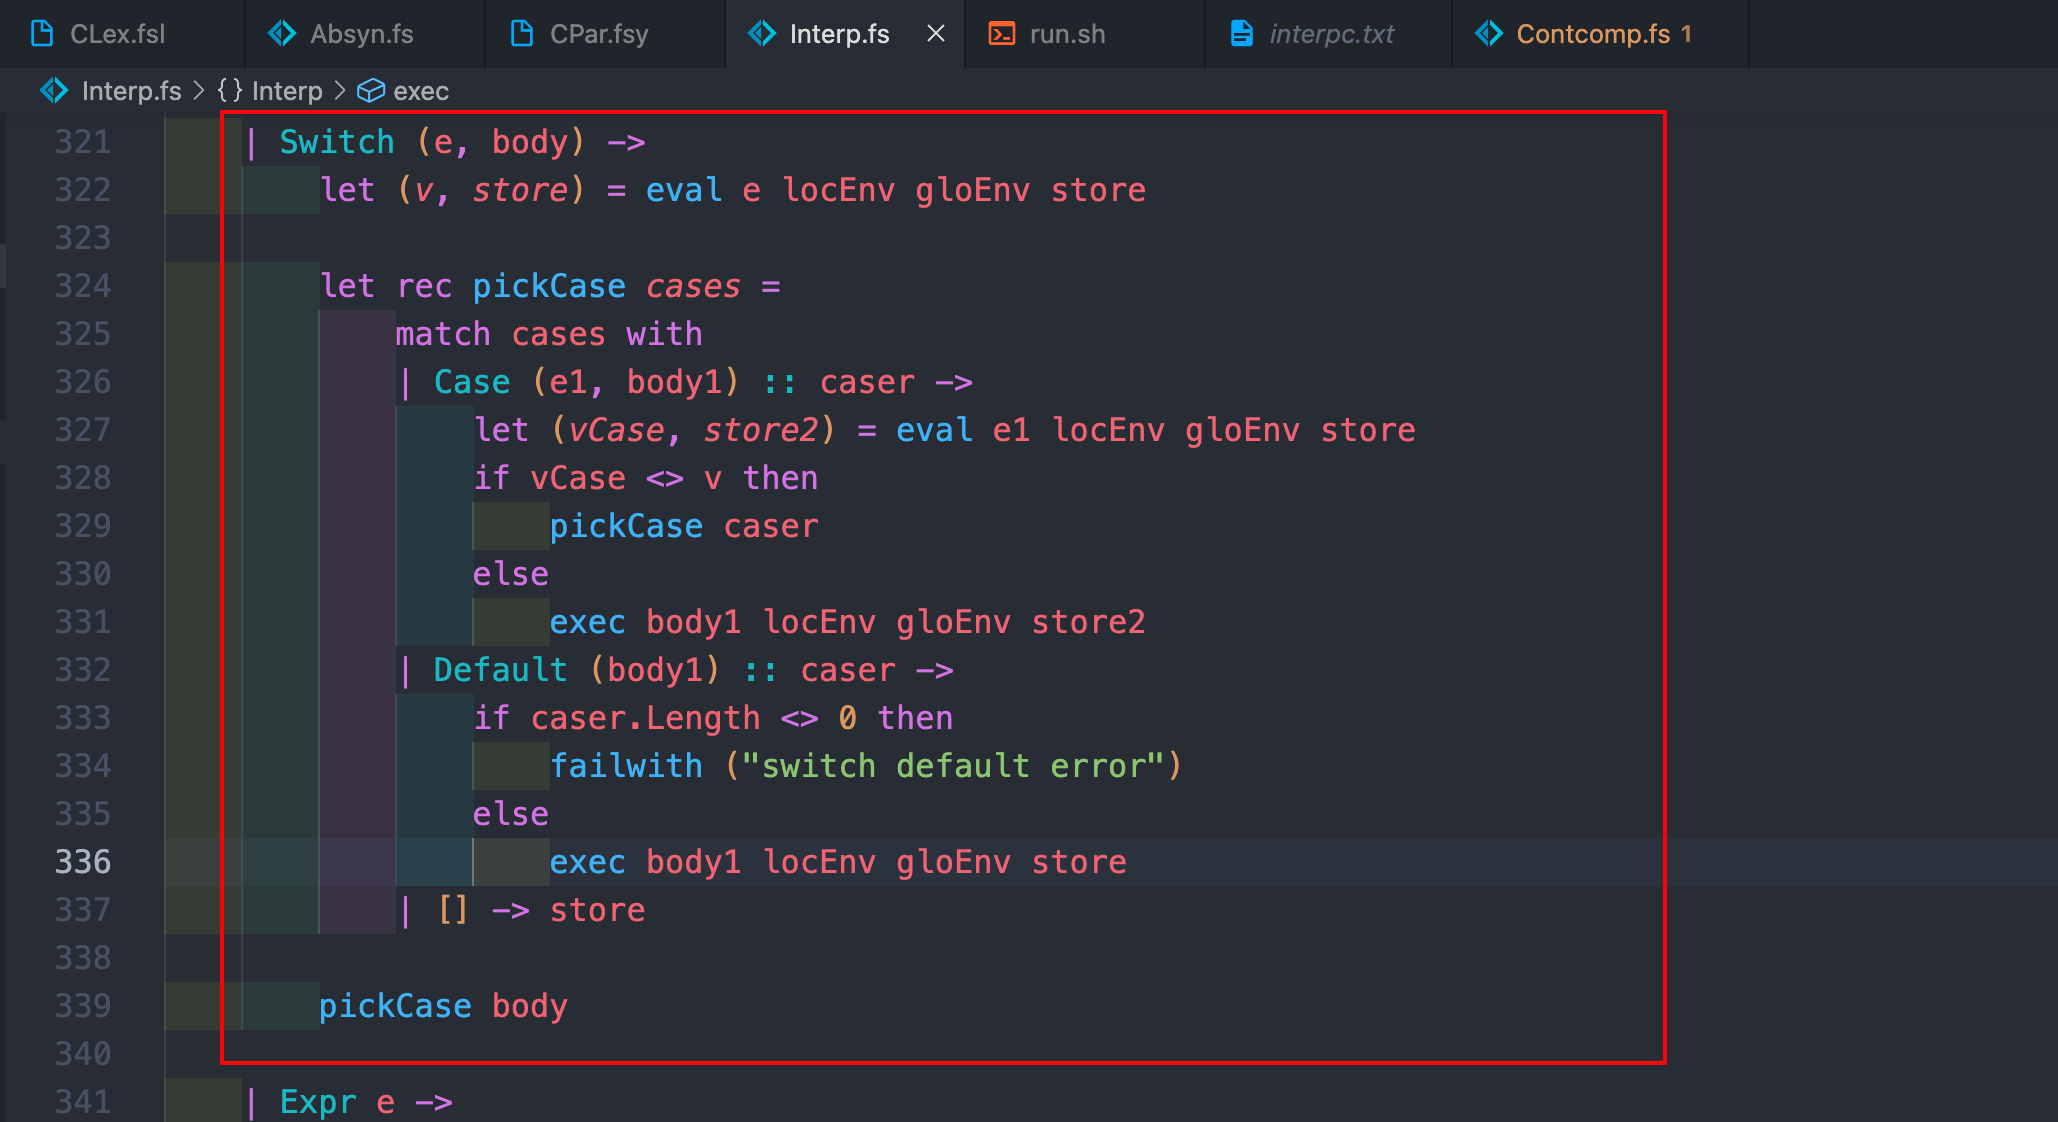 CLex.fsl Absyn.fs CPar.fsy Interp.fs run.sh interpc.txt Contcomp.fs 1
Interp.fs > {} Interp > exec
321 | Switch (e, body) ->
322 let (v, store) = eval e locEnv gloEnv store
323
324 let rec pickCase cases =
325 match cases with
326 | Case (e1, body1) :: caser ->
327 let (vCase, store2) = eval e1 locEnv gloEnv store
328 if vCase <> v then
329 pickCase caser
330 else
331 exec body1 locEnv gloEnv store2
332 | Default (body1) :: caser ->
333 if caser.Length <> 0 then
334 failwith ("switch default error")
335 else
336 exec body1 locEnv gloEnv store
337 | [] -> store
338
339 pickCase body
340
341 | Expr e ->